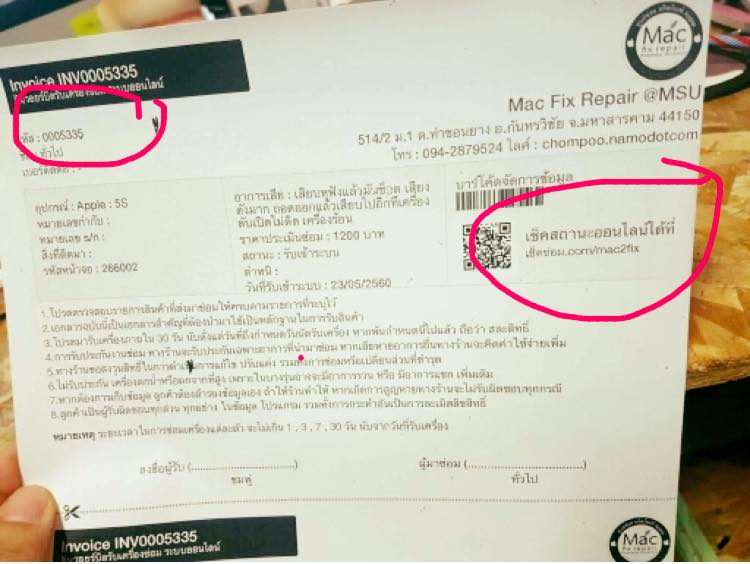 Invoice INV0005335
อินวอยซ์บิลรับเครื่องซ่อม ระบบออนไลน์
Mac
fix repair
Mac Fix Repair @MSU
514/2 ม.1 ต.ท่าขอนยาง อ.กันทรวิชัย จ.มหาสารคาม 44150
โทร : 094-2879524 ไลค์ : chompoo.namodotcom
รหัส : 0005335
ทั่วไป
อุปกรณ์ : Apple : 5S
หมายเลขกำกับ :
หมายเลข s/n :
สิ่งที่ติดมา :
รหัสหน้าจอ : 266002
อาการเสีย : เสียบหูฟังแล้วมันช็อต เสียง
ดังมาก ถอดออกแล้วเสียบไปอีกทีเครื่อง
ดับเปิดไม่ติด เครื่องร้อน
ราคาประเมินซ่อม : 1200 บาท
สถานะ : รับเข้าระบบ
ตำหนิ :
วันที่รับเข้าระบบ : 23/05/2560
บาร์โค้ดจัดการข้อมูล
เช็คสถานะออนไลน์ได้ที่
เช็คซ่อม.com/mac2fix
1.โปรดตรวจสอบรายการสินค้าที่ส่งมาซ่อมให้ครบตามรายการที่ระบุไว้
2.เอกสารฉบับนี้เป็นเอกสารสำคัญที่ต้องนำมาใช้เป็นหลักฐานในการรับสินค้า
3.โปรดมารับเครื่องภายใน 30 วัน นับตั้งแต่วันที่ถึงกำหนดวันนัดรับเครื่อง หากพ้นกำหนดนี้ไปแล้ว ถือว่า สละสิทธิ์
4.การรับประกันงานซ่อม ทางร้านจะรับประกันเฉพาะอาการที่นำมาซ่อม หากเสียหายอาการอื่นทางร้านจะคิดค่าใช้จ่ายเพิ่ม
5.ทางร้านขอสงวนสิทธิ์ในการดำเนินการแก้ไข ปรับแต่ง รวมทั้งการซ่อมหรือเปลี่ยนส่วนที่ชำรุด
6.ไม่รับประกัน เครื่องตกน้ำหรือตกจากที่สูง เพราะในบางรุ่นอาจจะมีอาการรวน หรือ มีอาการแฮก เพิ่มเติม
7.หากต้องการเก็บข้อมูล ลูกค้าต้องสำรองข้อมูลเอง ถ้าให้ร้านทำให้ หากเกิดการสูญหายทางร้านจะไม่รับผิดชอบทุกกรณี
8.ลูกค้าเป็นผู้รับผิดชอบทุกส่วน ทุกอย่าง ในข้อมูล โปรแกรม รวมทั้งการกระทำอันเป็นการละเมิดลิขสิทธิ์
หมายเหตุ ระยะเวลาในการซ่อมเครื่องแต่ละตัว จะไม่เกิน 1 , 3 , 7 , 30 วัน นับจากวันที่รับเครื่อง
ลงชื่อผู้รับ (..............................)
ชมพู่
ผู้มาซ่อม (..............................)
ทั่วไป
Invoice INV0005335
อินวอยซ์บิลรับเครื่องซ่อม ระบบออนไลน์
Mac
fix repair